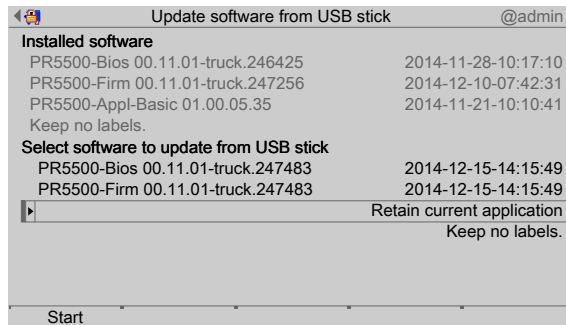 Update software from USB stick @admin
Installed software
PR5500-Bios 00.11.01-truck.246425 2014-11-28-10:17:10
PR5500-Firm 00.11.01-truck.247256 2014-12-10-07:42:31
PR5500-Appl-Basic 01.00.05.35 2014-11-21-10:10:41
Keep no labels.
Select software to update from USB stick
PR5500-Bios 00.11.01-truck.247483 2014-12-15-14:15:49
PR5500-Firm 00.11.01-truck.247483 2014-12-15-14:15:49
Retain current application
Keep no labels.
Start